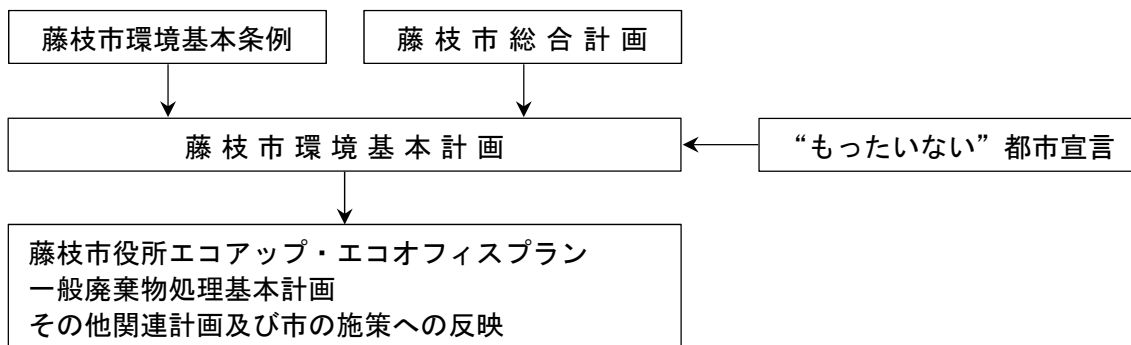 藤枝市環境基本条例
藤枝市総合計画
藤枝市環境基本計画
“もったいない”都市宣言
藤枝市役所エコアップ・エコオフィスプラン
一般廃棄物処理基本計画
その他関連計画及び市の施策への反映